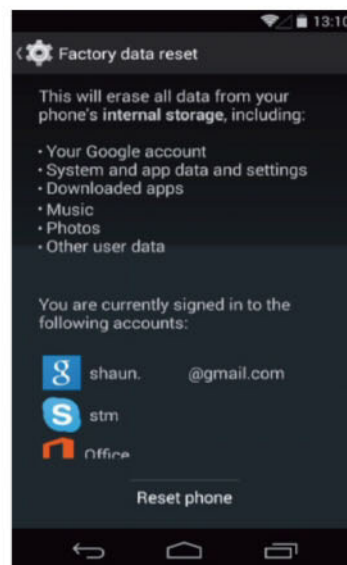 13:10
Factory data reset
This will erase all data from your
phone's internal storage, including:
· Your Google account
· System and app data and settings
· Downloaded apps
· Music
· Photos
· Other user data
You are currently signed in to the
following accounts:
g shaun. @gmail.com
S stm
Office
Reset phone